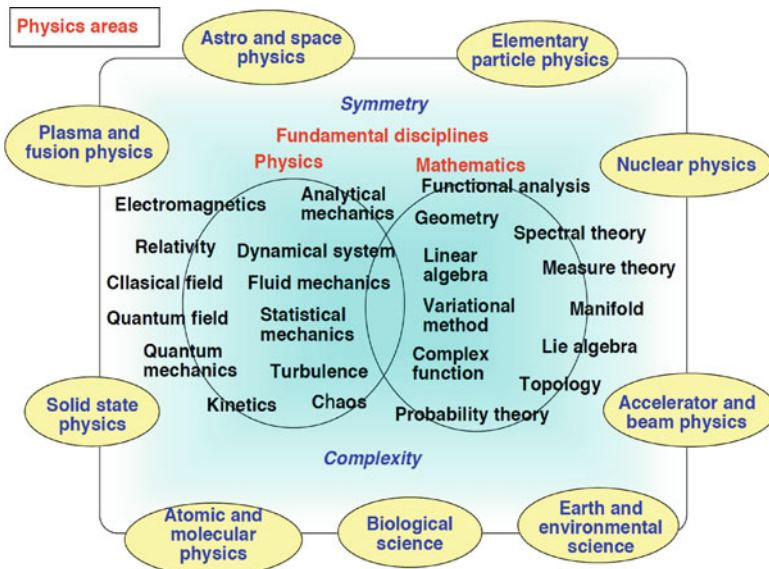 Physics areas
Astro and space
physics
Elementary
particle physics
Symmetry
Plasma and
fusion physics
Fundamental disciplines
Physics
Mathematics
Nuclear physics
Functional analysis
Analytical
mechanics
Electromagnetics
Geometry
Spectral theory
Relativity
Dynamical system
Linear
algebra
Measure theory
Cllasical field
Fluid mechanics
Variational
method
Manifold
Quantum field
Statistical
mechanics
Quantum
mechanics
Complex
function
Lie algebra
Turbulence
Topology
Solid state
physics
Kinetics
Chaos
Probability theory
Accelerator and
beam physics
Complexity
Atomic and
molecular
physics
Biological
science
Earth and
environmental
science